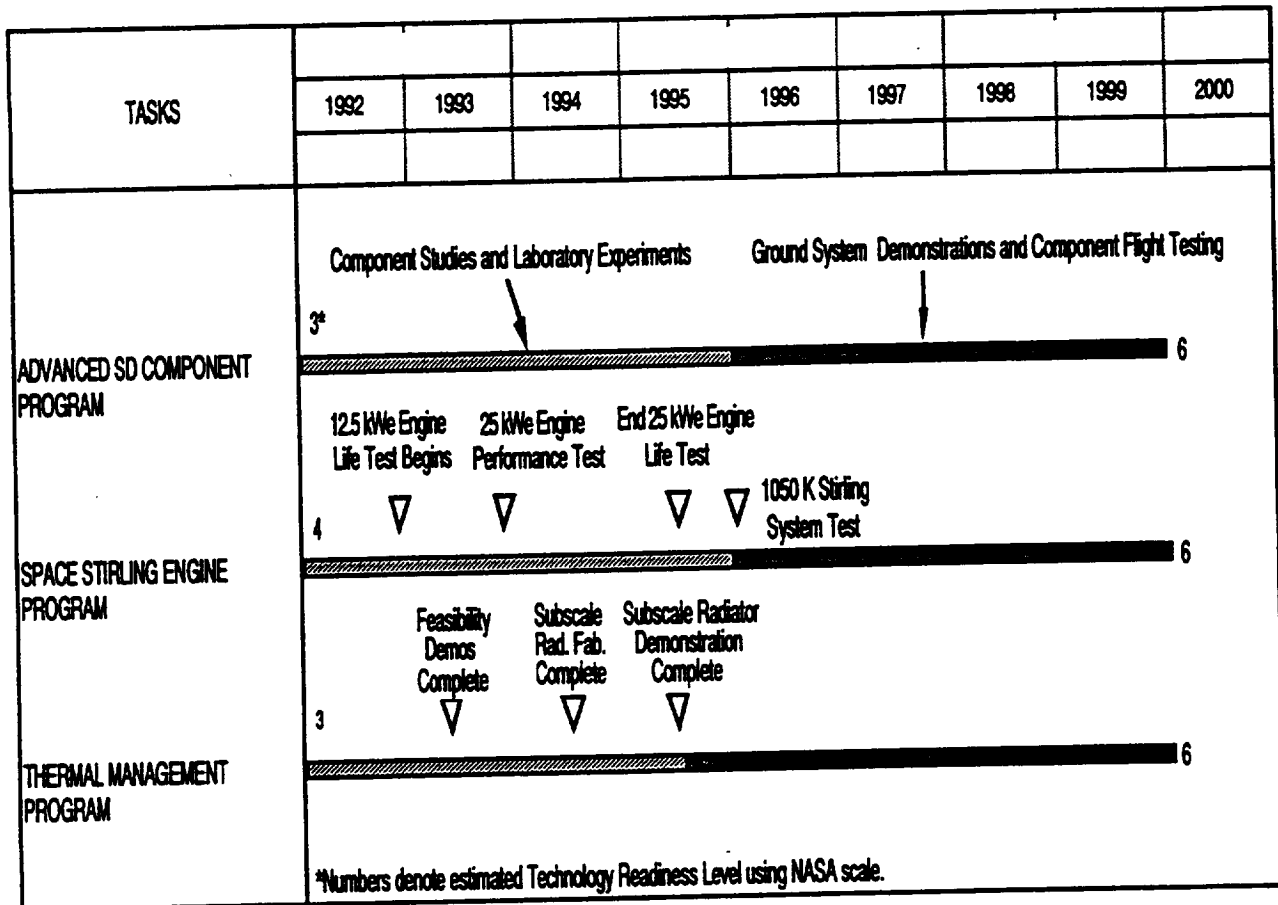 TASKS
1992 1993 1994 1995 1996 1997 1998 1999 2000
Component Studies and Laboratory Experiments
Ground System Demonstrations and Component Flight Testing
3*
ADVANCED SD COMPONENT
PROGRAM
6
12.5 kWe Engine
Life Test Begins
25 kWe Engine
Performance Test
End 25 kWe Engine
Life Test
1050 K Stirling
System Test
4
SPACE STIRLING ENGINE
PROGRAM
6
Feasibility
Demos
Complete
Subscale
Rad. Fab.
Complete
Subscale Radiator
Demonstration
Complete
3
THERMAL MANAGEMENT
PROGRAM
6
*Numbers denote estimated Technology Readiness Level using NASA scale.